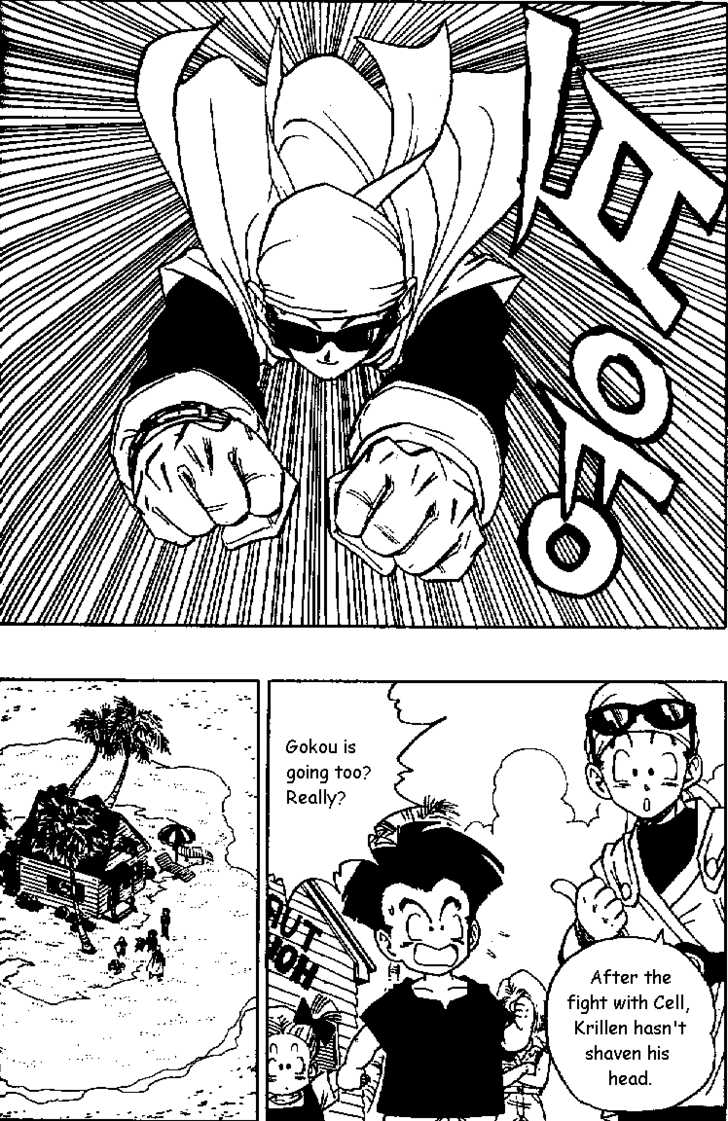 Gokou is
going too?
Really?
After the
fight with Cell,
Krillen hasn't
shaven his
head.